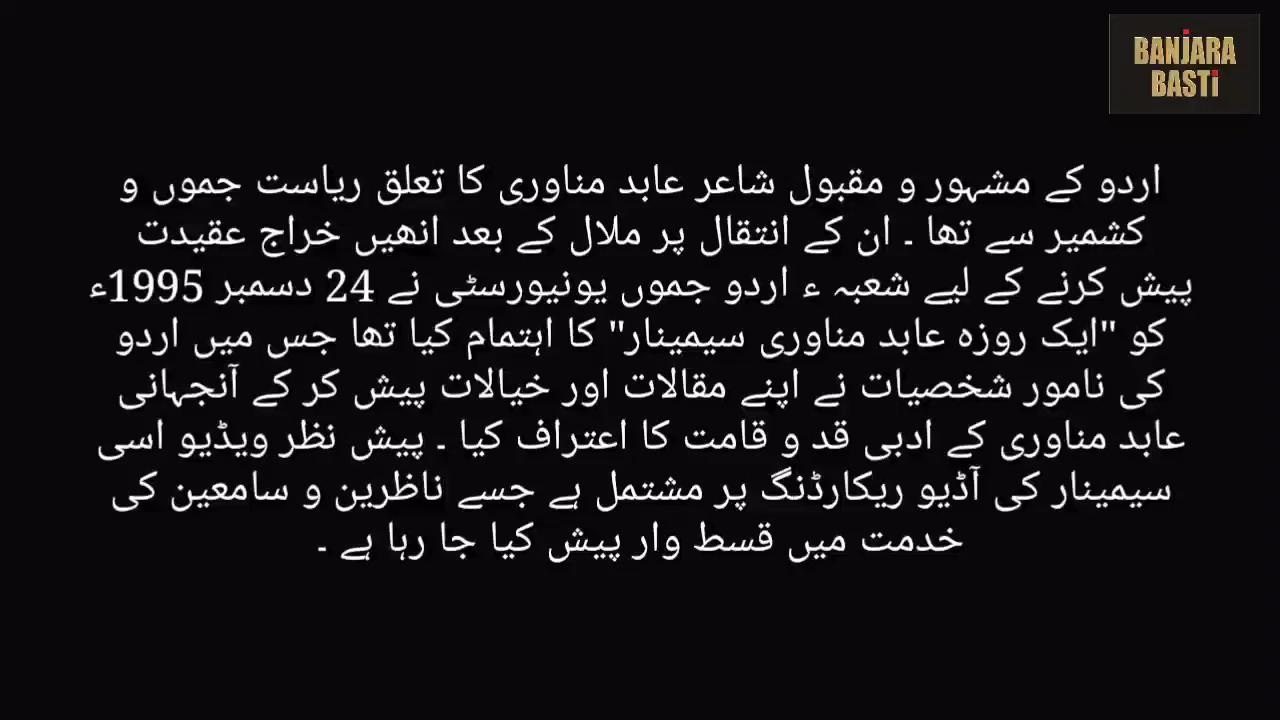 BANJARA
BASTi
اردو کے مشہور و مقبول شاعر عابد مناوری کا تعلق ریاست جموں و
کشمیر سے تھا ۔ ان کے انتقال پر ملال کے بعد انھیں خراج عقیدت
پیش کرنے کے لیے شعبہ ء اردو جموں یونیورسٹی نے 24 دسمبر 1995ء
کو "ایک روزہ عابد مناوری سیمینار" کا اہتمام کیا تھا جس میں اردو
کی نامور شخصیات نے اپنے مقالات اور خیالات پیش کر کے آنجہانی
عابد مناوری کے ادبی قد و قامت کا اعتراف کیا ۔ پیش نظر ویڈیو اسی
سیمینار کی آڈیو ریکارڈنگ پر مشتمل ہے جسے ناظرین و سامعین کی
خدمت میں قسط وار پیش کیا جا رہا ہے ۔